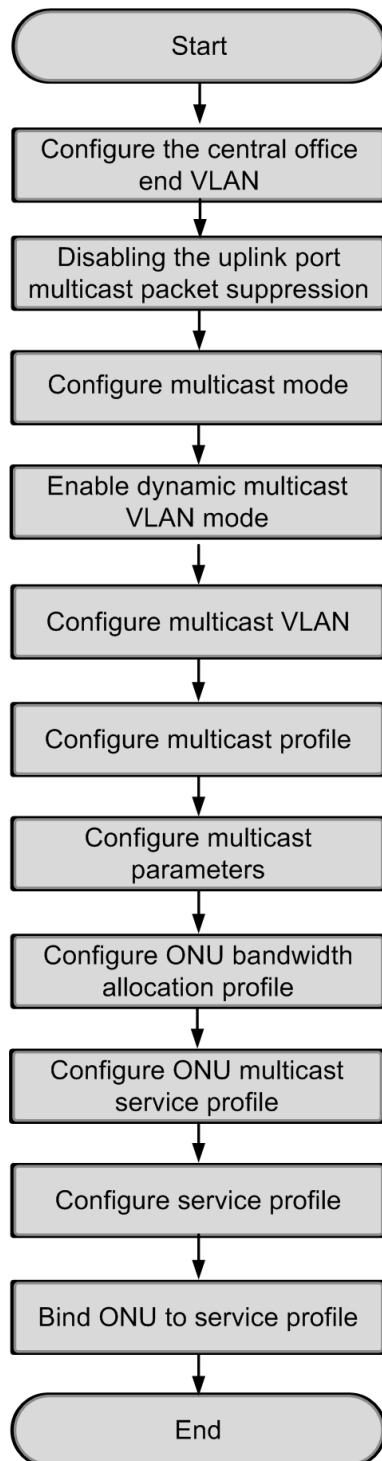 Start
Configure the central office
end VLAN
Disabling the uplink port
multicast packet suppression
Configure multicast mode
Enable dynamic multicast
VLAN mode
Configure multicast VLAN
Configure multicast profile
Configure multicast
parameters
Configure ONU bandwidth
allocation profile
Configure ONU multicast
service profile
Configure service profile
Bind ONU to service profile
End